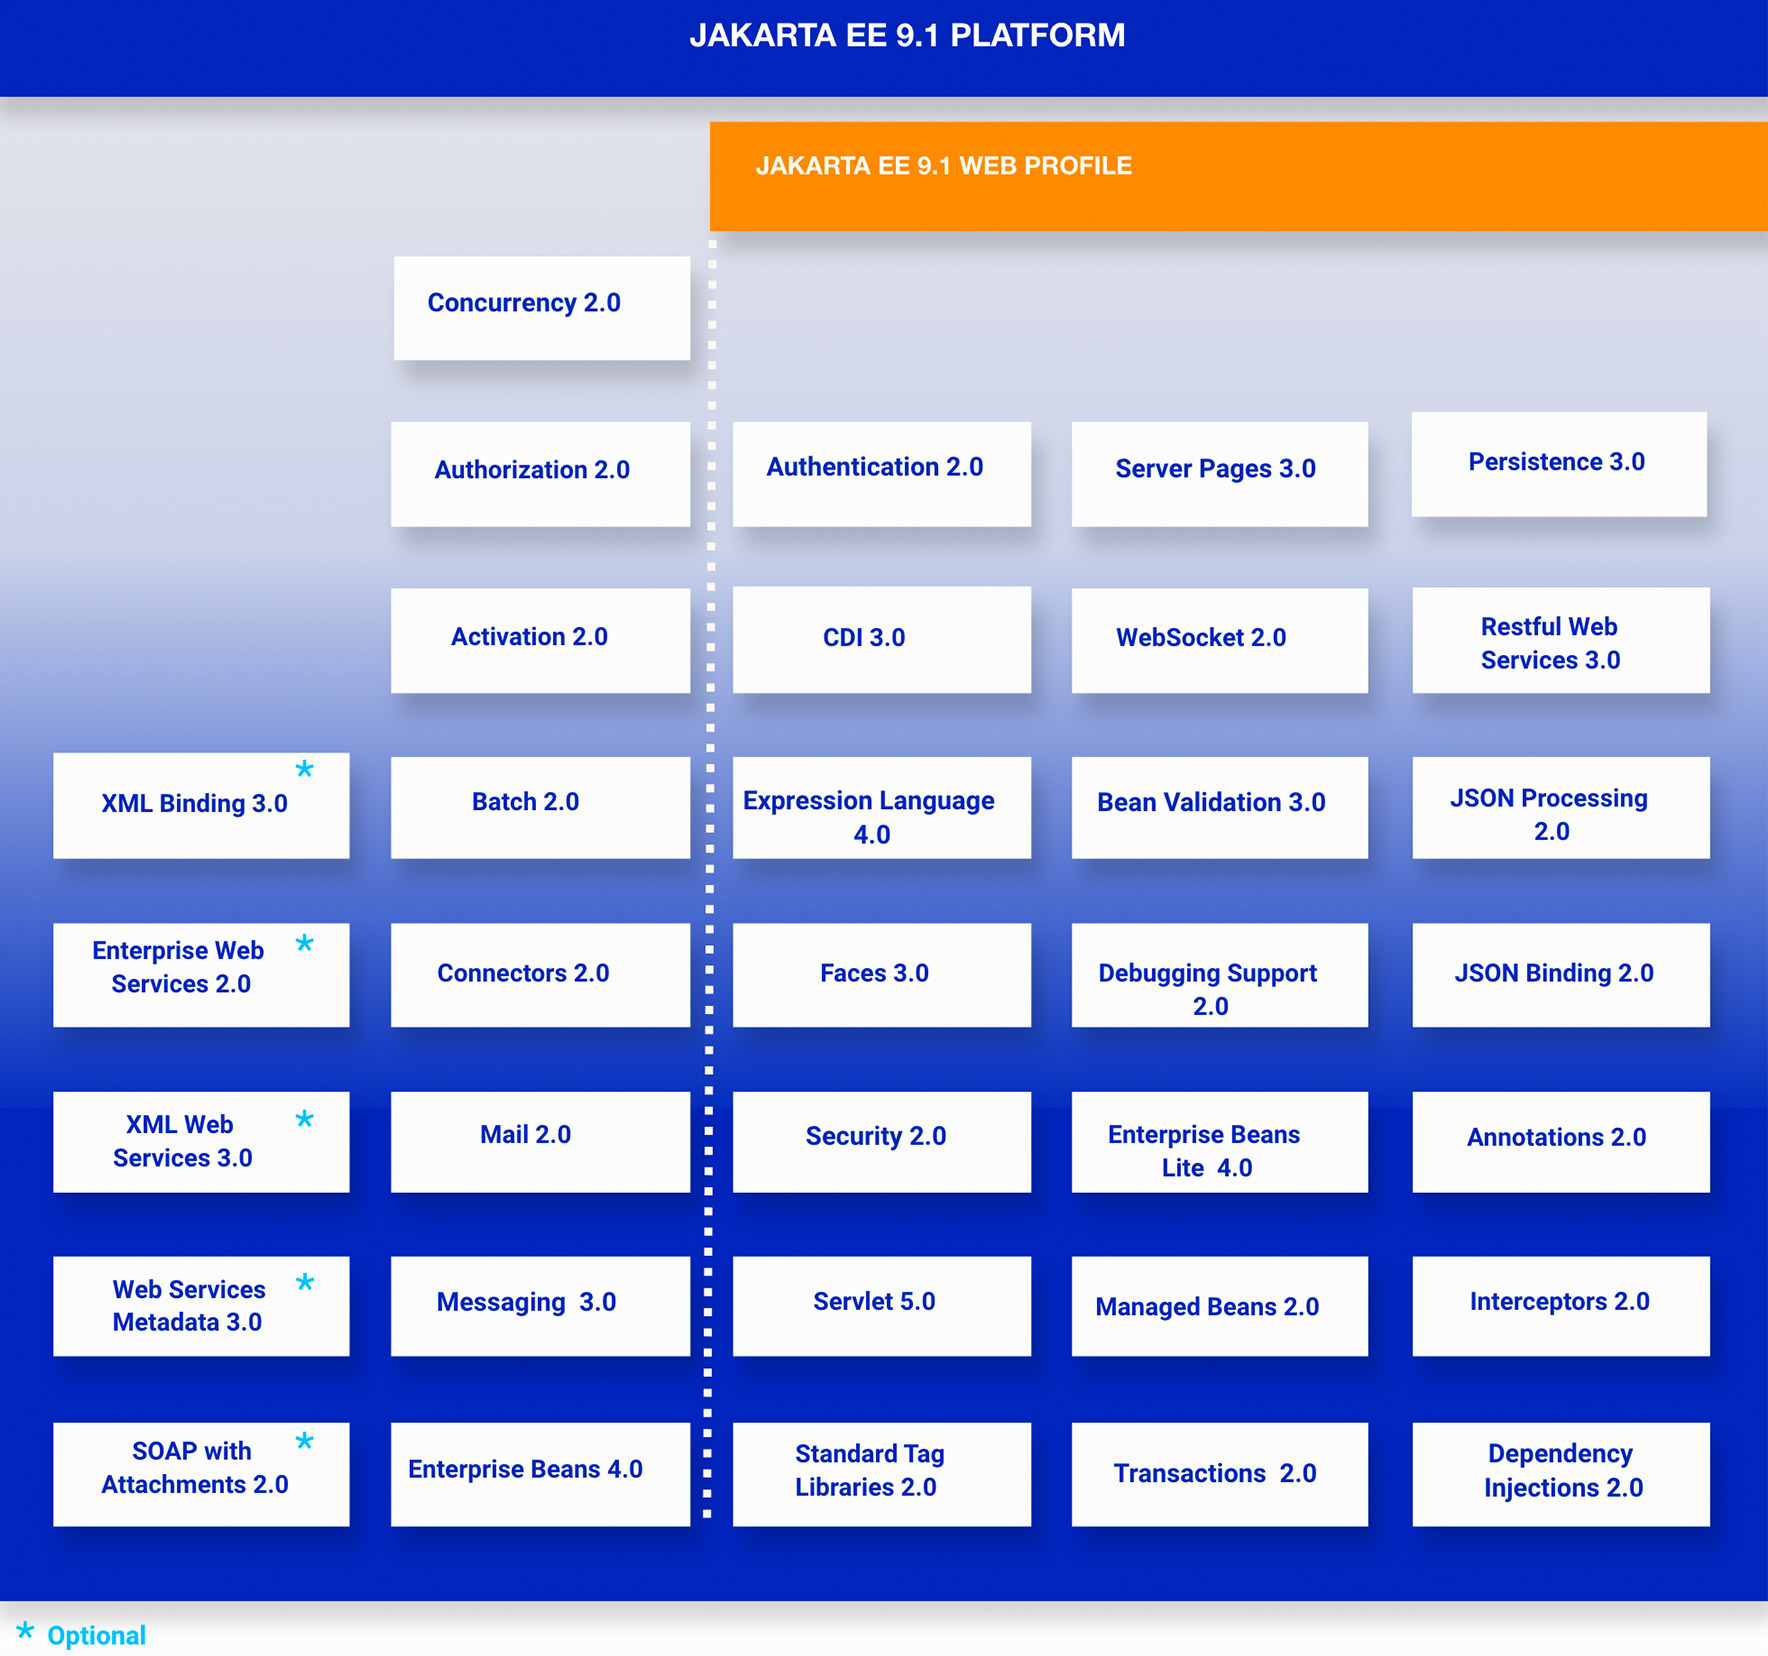 JAKARTA EE 9.1 PLATFORM
JAKARTA EE 9.1 WEB PROFILE
Concurrency 2.0
Authorization 2.0
Authentication 2.0
Server Pages 3.0
Persistence 3.0
Activation 2.0
CDI 3.0
WebSocket 2.0
Restful Web
Services 3.0
XML Binding 3.0 *
Batch 2.0
Expression Language
4.0
Bean Validation 3.0
JSON Processing
2.0
Enterprise Web *
Services 2.0
Connectors 2.0
Faces 3.0
Debugging Support
2.0
JSON Binding 2.0
XML Web *
Services 3.0
Mail 2.0
Security 2.0
Enterprise Beans
Lite 4.0
Annotations 2.0
Web Services *
Metadata 3.0
Messaging 3.0
Servlet 5.0
Managed Beans 2.0
Interceptors 2.0
SOAP with *
Attachments 2.0
Enterprise Beans 4.0
Standard Tag
Libraries 2.0
Transactions 2.0
Dependency
Injections 2.0
* Optional